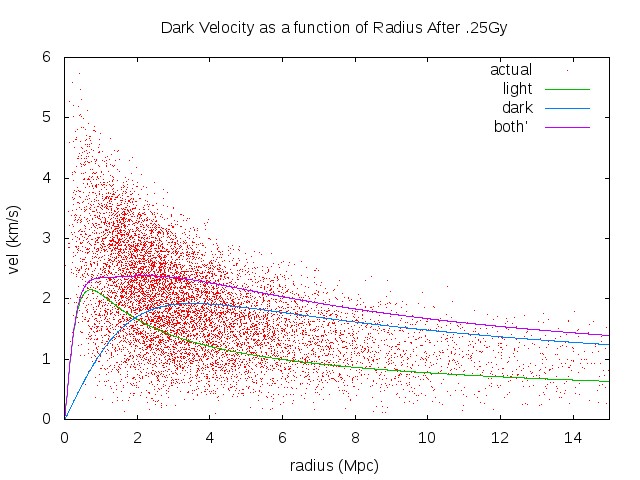 Dark Velocity as a function of Radius After .25Gy
6
5
4
3
2
1
0
vel (km/s)
actual
light
dark
both'
0 2 4 6 8 10 12 14
radius (Mpc)